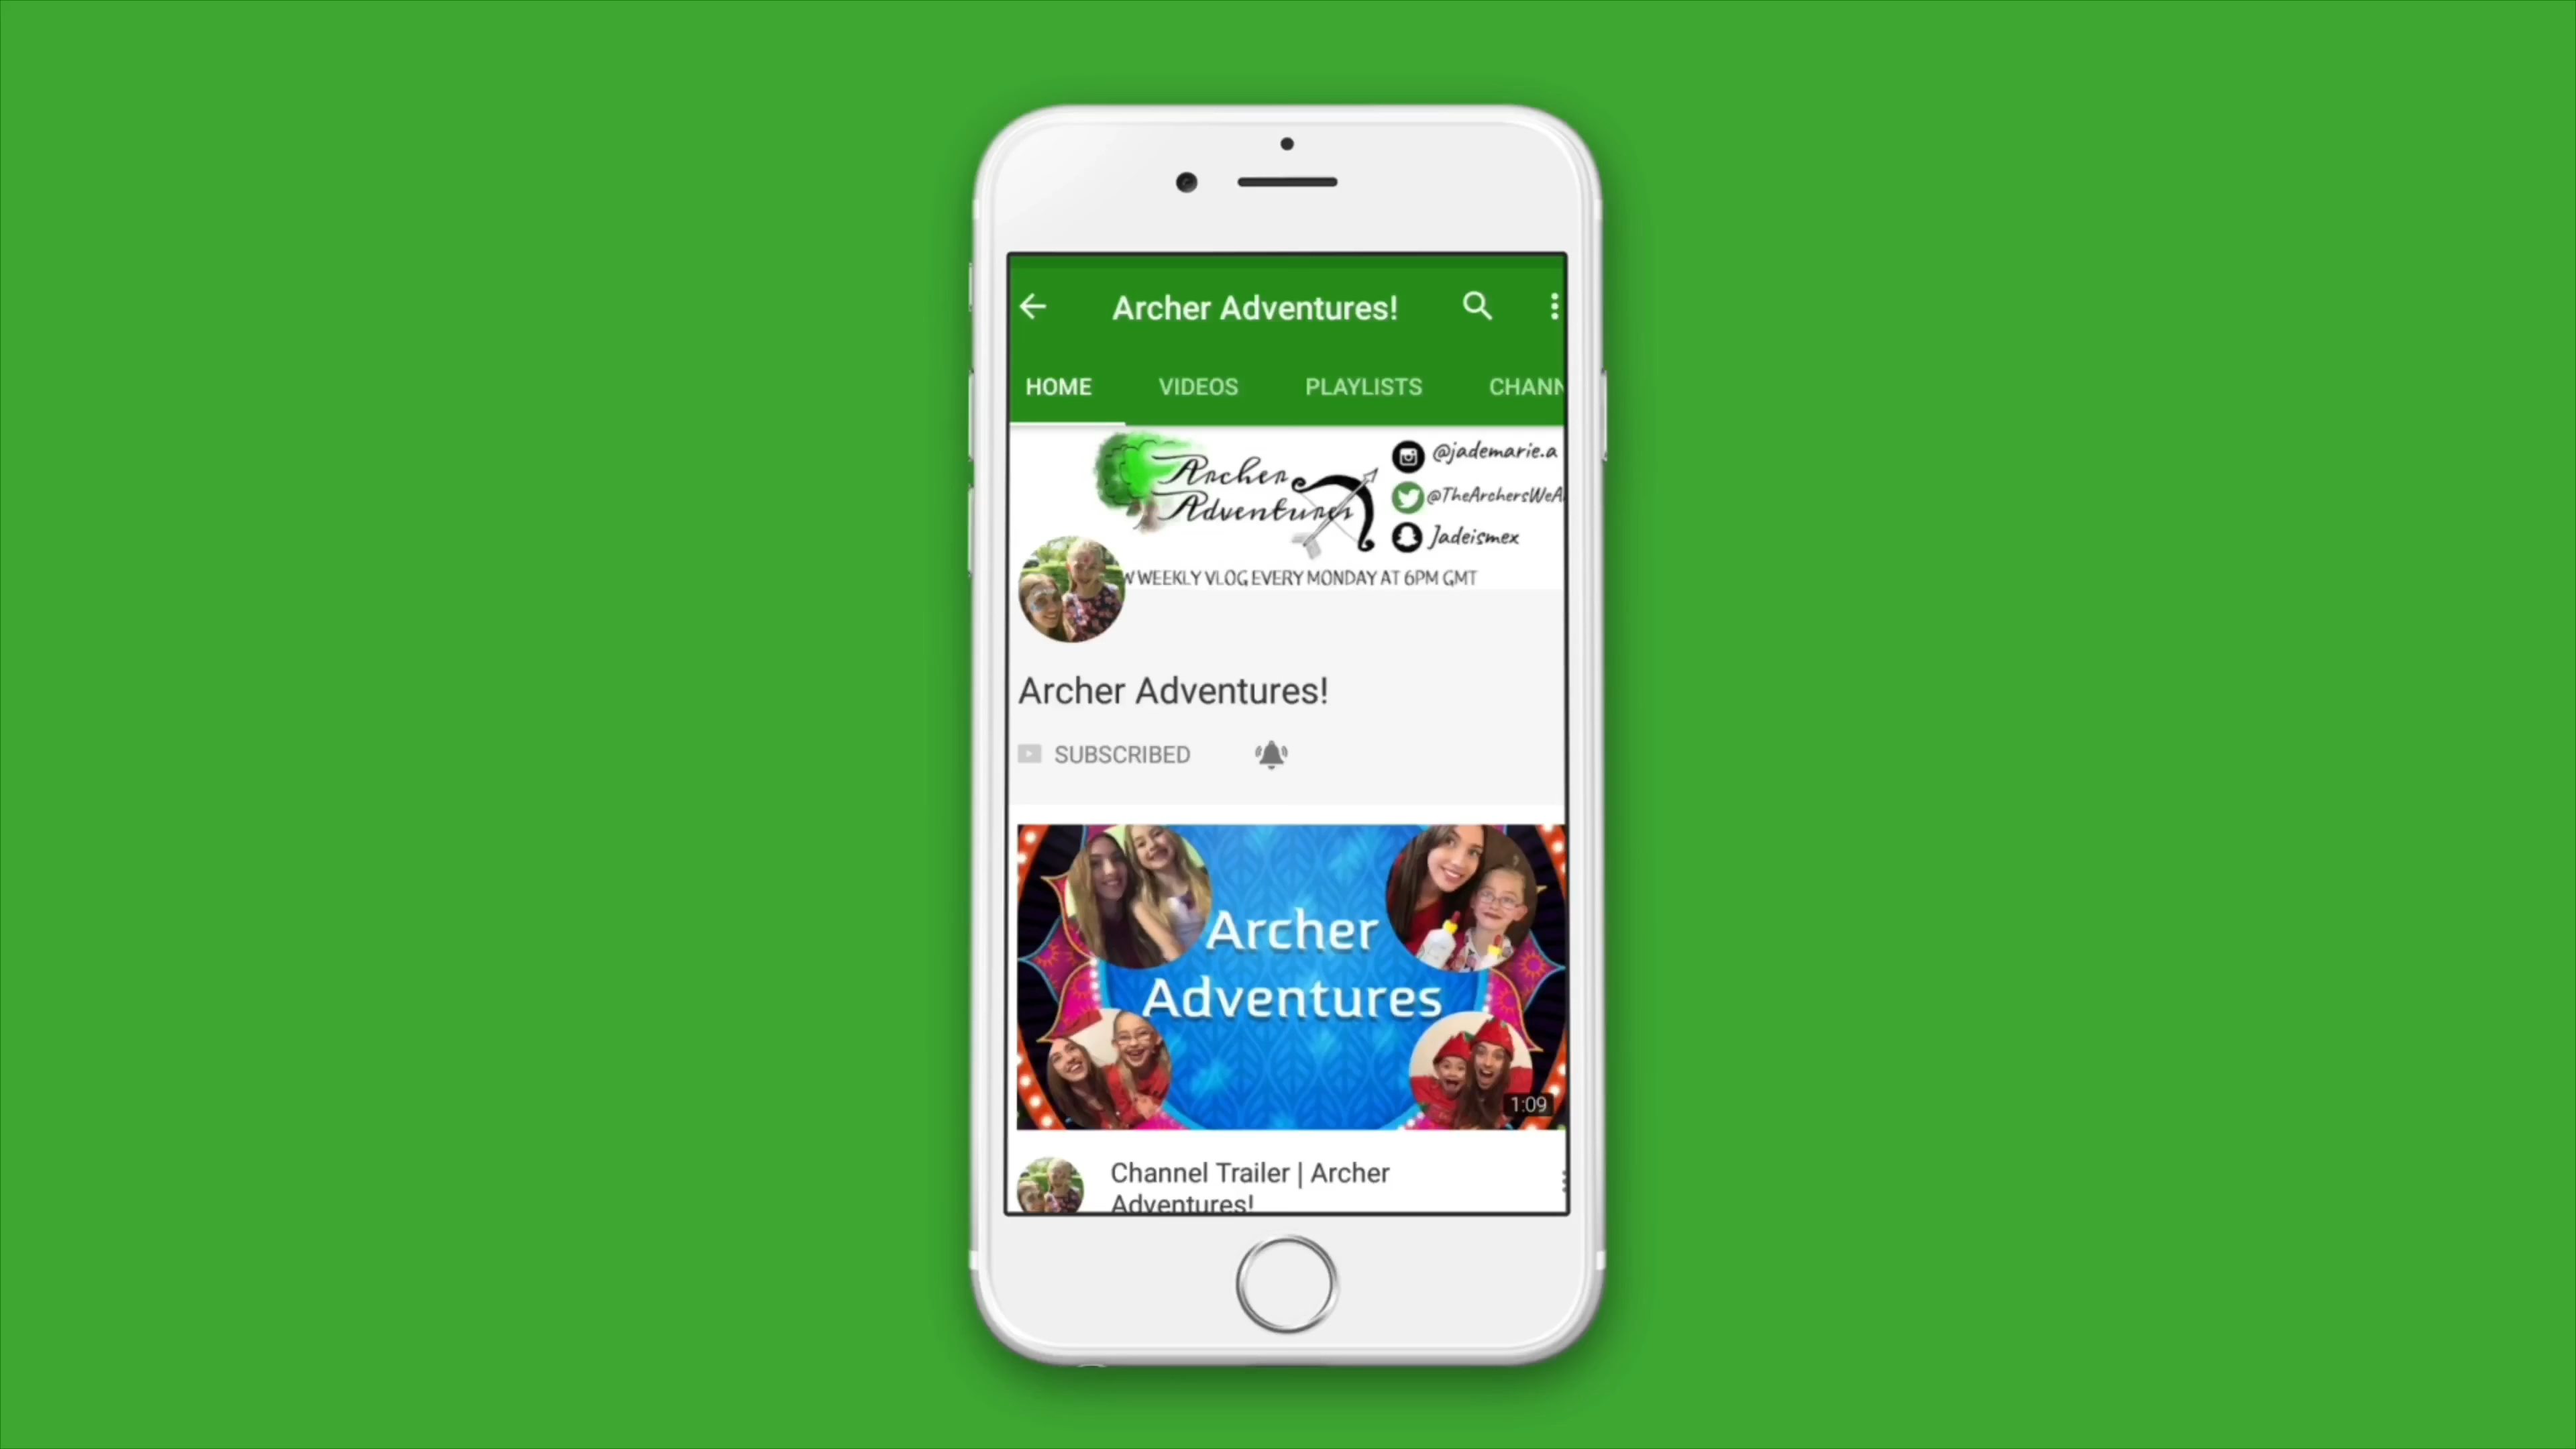 Archer Adventures!
HOME VIDEOS PLAYLISTS CHANN
Archer
Adventures
@jademarie.a
@TheArchersWeA
Jadeismex
WEEKLY VLOG EVERY MONDAY AT 6PM GMT
Archer Adventures!
SUBSCRIBED
Archer
Adventures
1:09
Channel Trailer | Archer
Adventures!